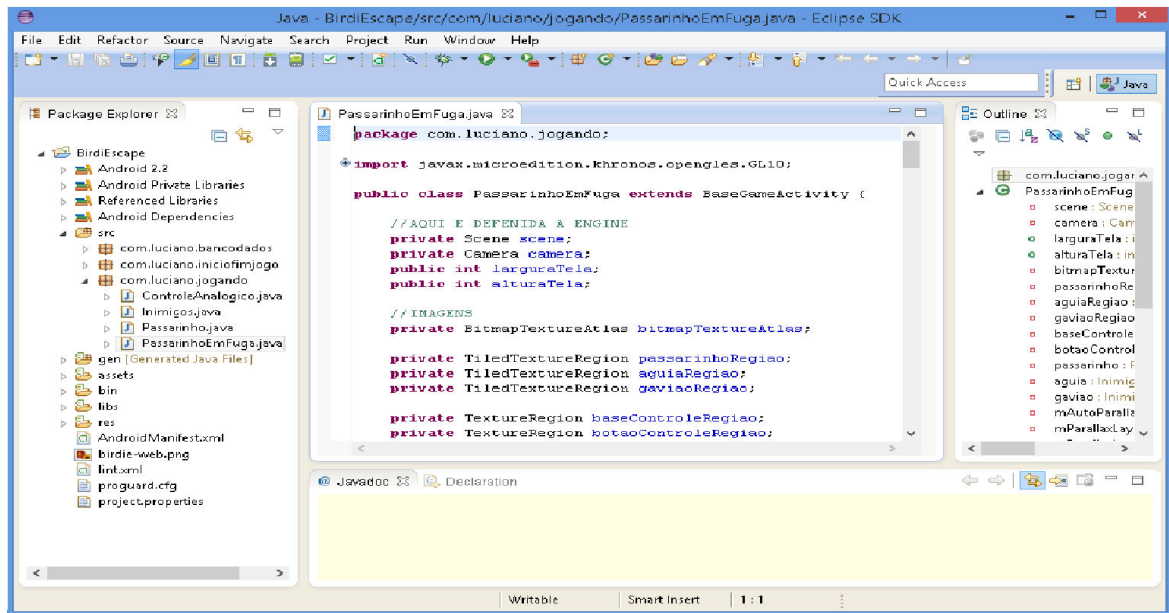 Java - BirdiEscape/src/com/luciano/jogando/PassarinhoEmFuga.java - Eclipse SDK
File Edit Refactor Source Navigate Search Project Run Window Help
Quick Access
Java
Package Explorer
BirdiEscape
Android 2.2
Android Private Libraries
Referenced Libraries
Android Dependencies
src
com.luciano.bancodados
com.luciano.iniciofimjogo
com.luciano.jogando
ControleAnalogico.java
Inimigos.java
Passarinho.java
PassarinhoEmFuga.java
gen [Generated Java Files]
assets
bin
libs
res
AndroidManifest.xml
birdie-web.png
lint.xml
proguard.cfg
project.properties
PassarinhoEmFuga.java
package com.luciano.jogando;
import javax.microedition.khronos.opengles.GL10;
public class PassarinhoEmFuga extends BaseGameActivity {
//AQUI E DEFENIDA A ENGINE
private Scene scene;
private Camera camera;
public int larguraTela;
public int alturaTela;
//IMAGENS
private BitmapTextureAtlas bitmapTextureAtlas;
private TiledTextureRegion passarinhoRegiao;
private TiledTextureRegion aguiaRegiao;
private TiledTextureRegion gaviaoRegiao;
private TextureRegion baseControleRegiao;
private TextureRegion botaoControleRegiao;
Outline
com.luciano.jogar
PassarinhoEmFug
scene : Scene
camera : Cam
larguraTela : i
alturaTela : in
bitmapTextur
passarinhoRe
aguiaRegiao :
gaviaoRegiao
baseControle
botaoControl
passarinho : P
aguia : Inimig
gaviao : Inimi
mAutoParalla
mParallaxLay
Javadoc Declaration
Writable Smart Insert 1 : 1